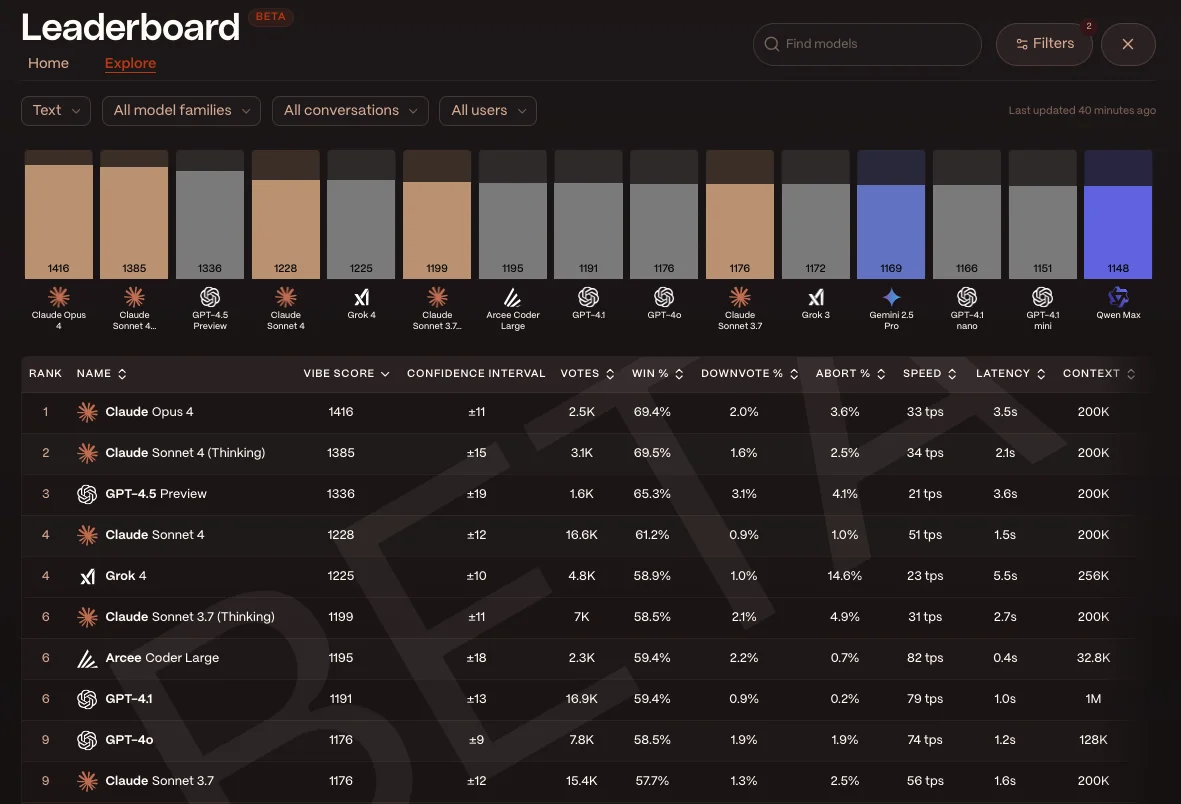 Leaderboard BETA
Home Explore
Find models
Filters 2
Text All model families All conversations All users Last updated 40 minutes ago
1416 1385 1336 1228 1225 1199 1195 1191 1176 1176 1172 1169 1166 1151 1148
Claude Opus 4
Claude Sonnet 4...
GPT-4.5 Preview
Claude Sonnet 4
Grok 4
Claude Sonnet 3.7...
Arcee Coder Large
GPT-4.1
GPT-4o
Claude Sonnet 3.7
Grok 3
Gemini 2.5 Pro
GPT-4.1 nano
GPT-4.1 mini
Qwen Max
RANK NAME VIBE SCORE CONFIDENCE INTERVAL VOTES WIN % DOWNVOTE % ABORT % SPEED LATENCY CONTEXT
1 Claude Opus 4 1416 ±11 2.5K 69.4% 2.0% 3.6% 33 tps 3.5s 200K
2 Claude Sonnet 4 (Thinking) 1385 ±15 3.1K 69.5% 1.6% 2.5% 34 tps 2.1s 200K
3 GPT-4.5 Preview 1336 ±19 1.6K 65.3% 3.1% 4.1% 21 tps 3.6s 200K
4 Claude Sonnet 4 1228 ±12 16.6K 61.2% 0.9% 1.0% 51 tps 1.5s 200K
4 Grok 4 1225 ±10 4.8K 58.9% 1.0% 14.6% 23 tps 5.5s 256K
6 Claude Sonnet 3.7 (Thinking) 1199 ±11 7K 58.5% 2.1% 4.9% 31 tps 2.7s 200K
6 Arcee Coder Large 1195 ±18 2.3K 59.4% 2.2% 0.7% 82 tps 0.4s 32.8K
6 GPT-4.1 1191 ±13 16.9K 59.4% 0.9% 0.2% 79 tps 1.0s 1M
9 GPT-4o 1176 ±9 7.8K 58.5% 1.9% 1.9% 74 tps 1.2s 128K
9 Claude Sonnet 3.7 1176 ±12 15.4K 57.7% 1.3% 2.5% 56 tps 1.6s 200K
BETA